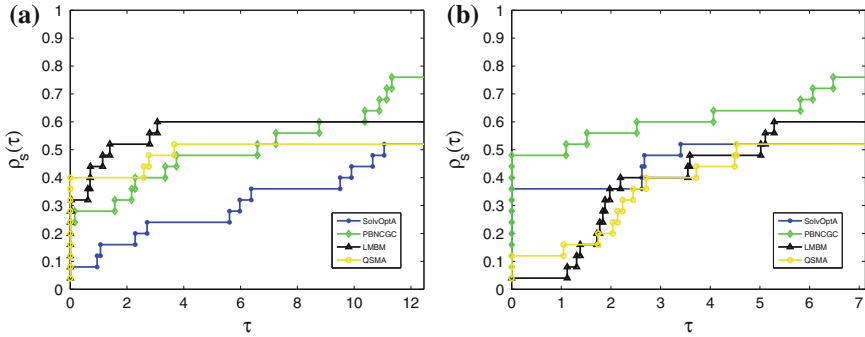 (a)
1
0.9
0.8
0.7
0.6
0.5
0.4
0.3
0.2
0.1
0
ρs(τ)
SolvOptA
PBNCGC
LMBM
QSMA
0 2 4 6 8 10 12
τ
(b)
1
0.9
0.8
0.7
0.6
0.5
0.4
0.3
0.2
0.1
0
ρs(τ)
SolvOptA
PBNCGC
LMBM
QSMA
0 1 2 3 4 5 6 7
τ